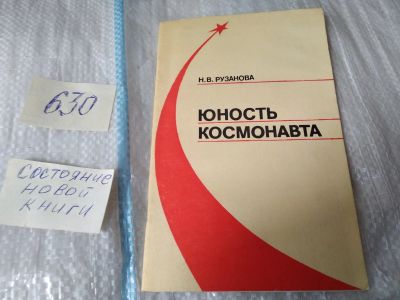 630
Состояние
новой
книги
Н. В. РУЗАНОВА
ЮНОСТЬ
КОСМОНАВТА